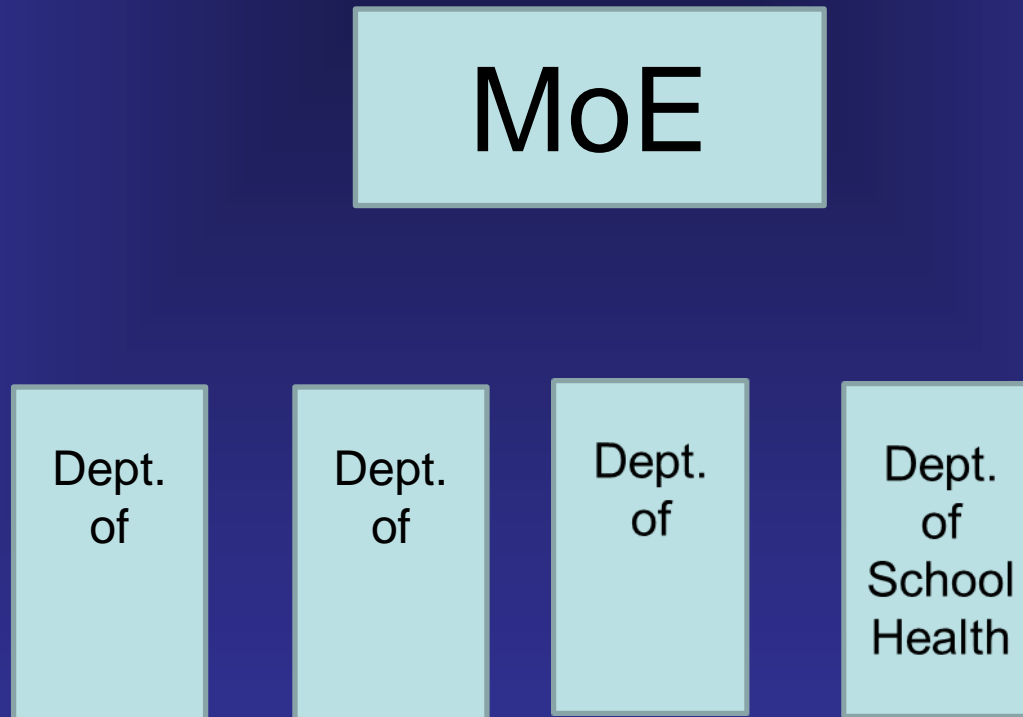 MoE
Dept.
of
Dept.
of
Dept.
of
Dept.
of
School
Health